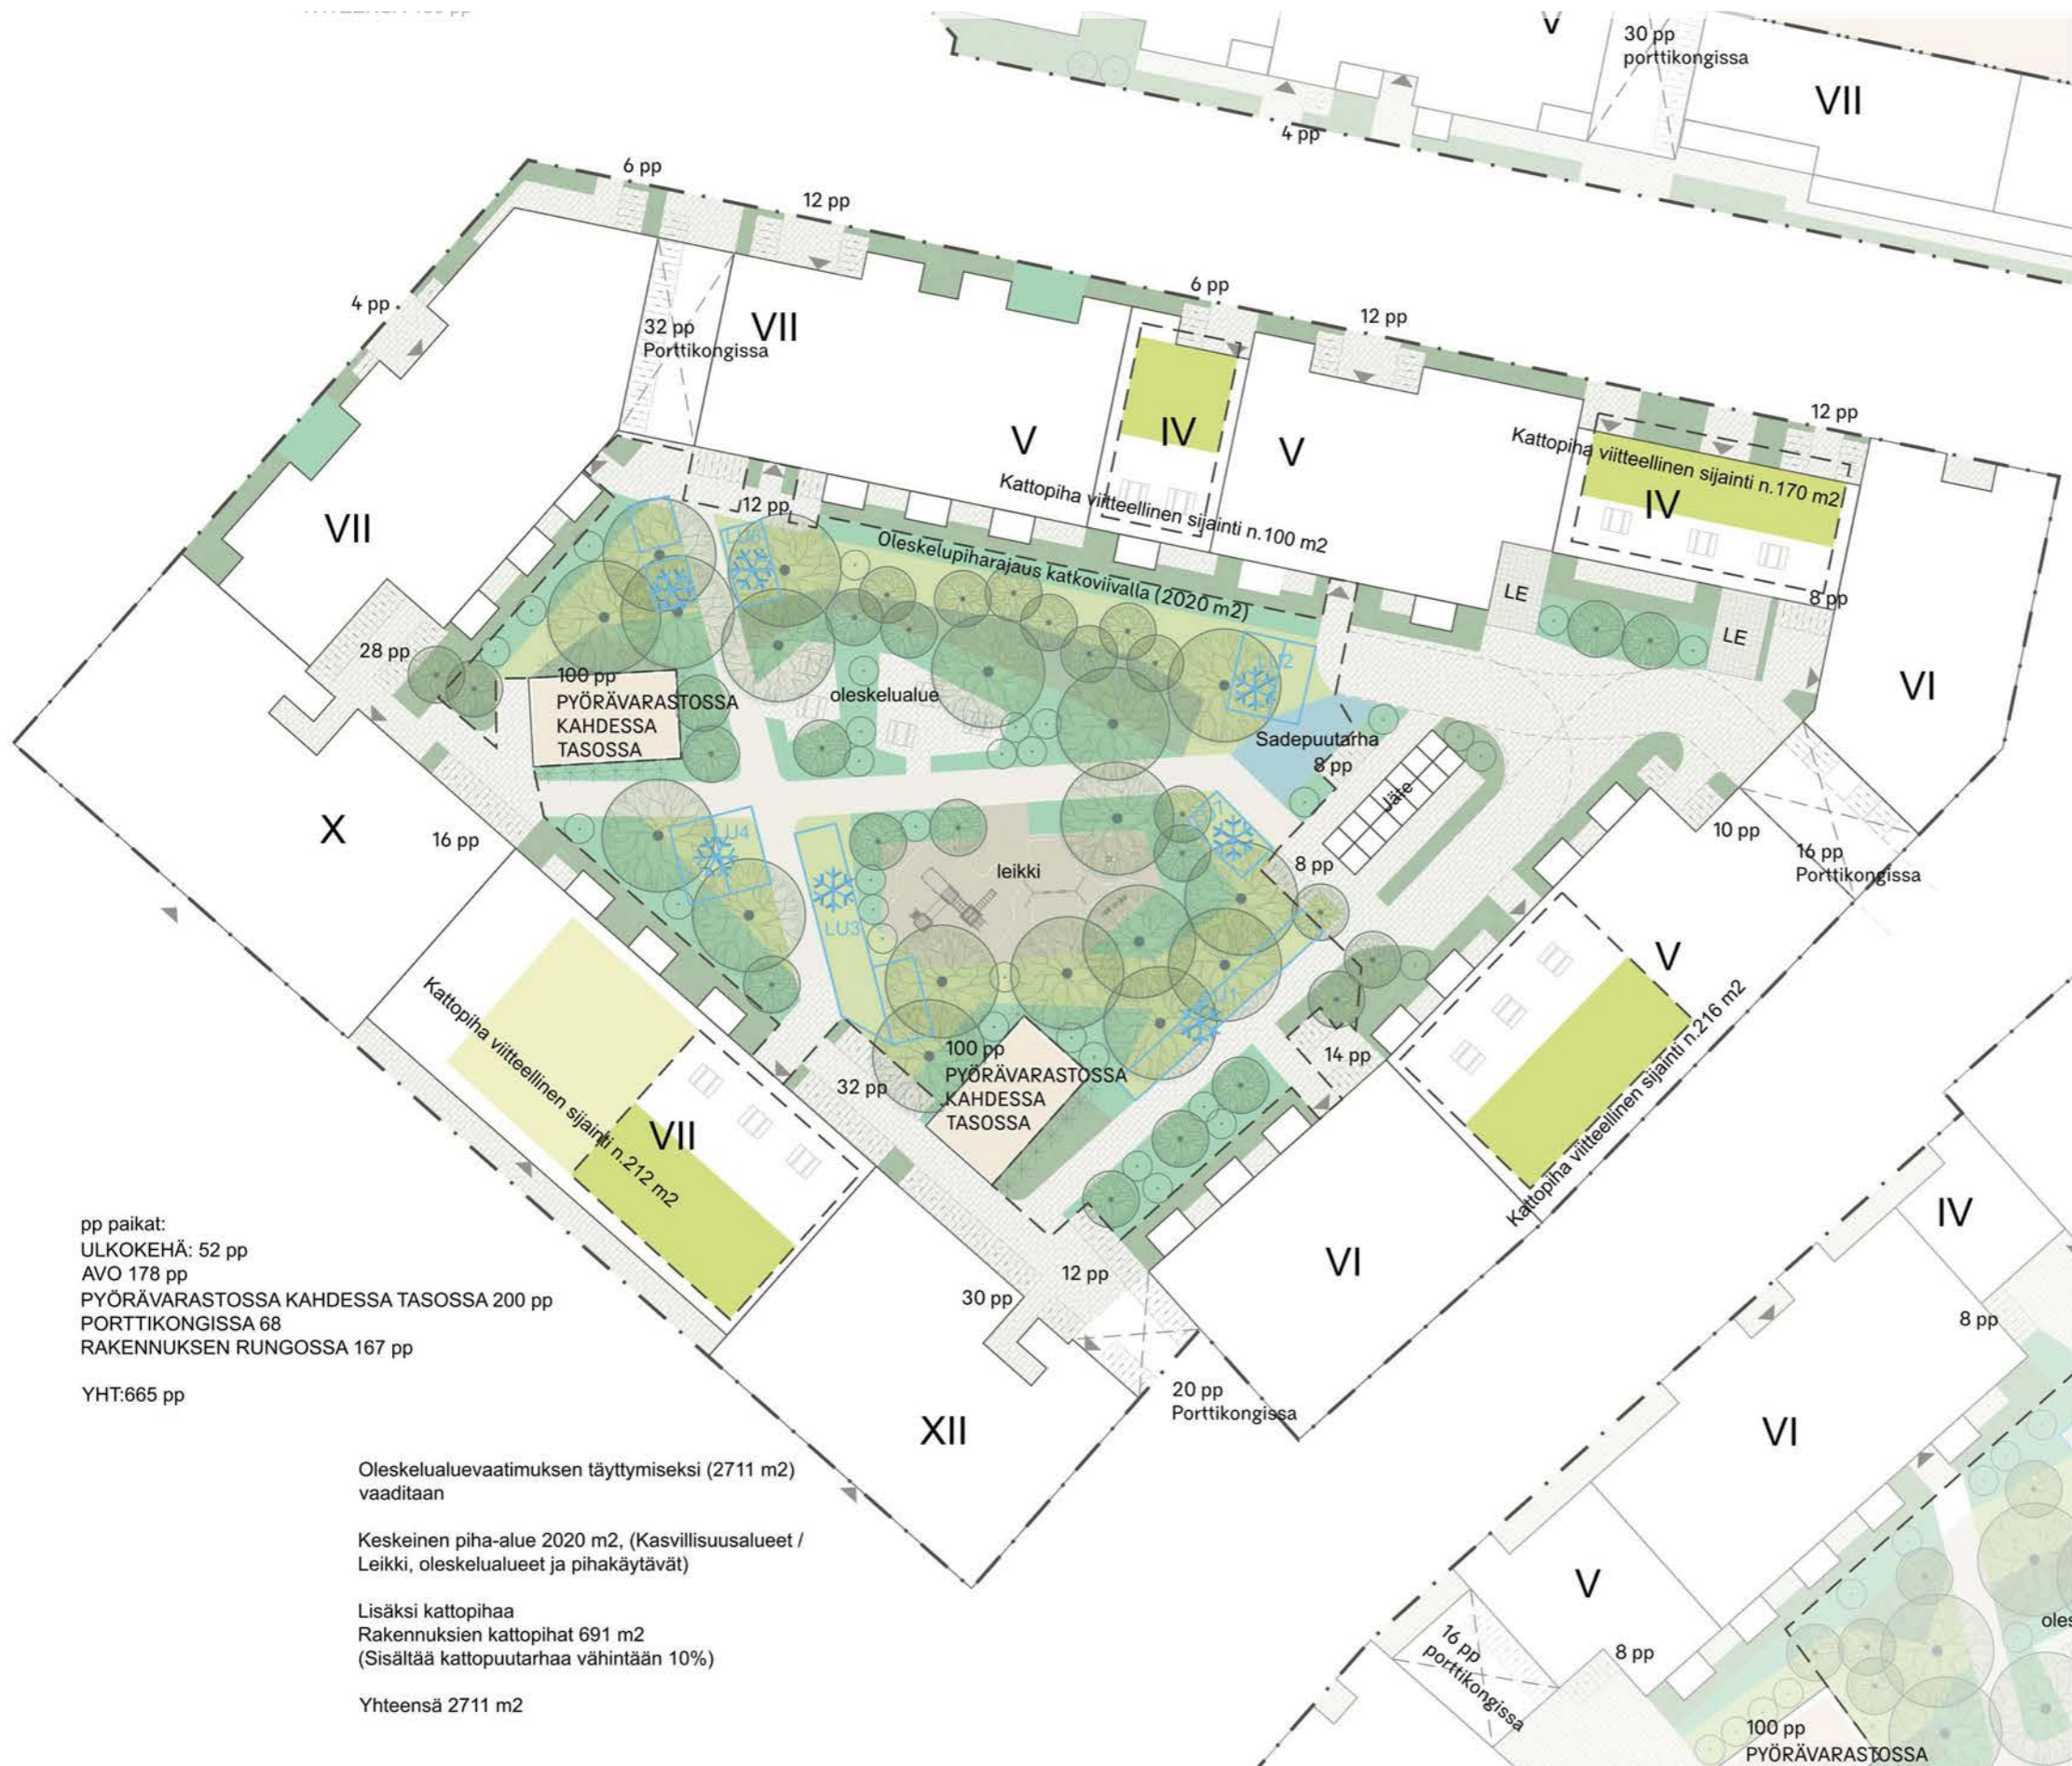 V
30 pp
porttikongissa
VII
4 pp
6 pp
12 pp
4 pp
32 pp
Porttikongissa
VII
6 pp
12 pp
12 pp
V
IV
V
Kattopiha viitteellinen sijainti n.170 m2
IV
Kattopiha viitteellinen sijainti n.100 m2
VII
12 pp
Oleskelupiharajaus katkoviivalla (2020 m2)
LE
8 pp
LE
28 pp
100 pp
PYÖRÄVARASTOSSA
KAHDESSA
TASOSSA
oleskelualue
LU2
VI
Sadepuutarha
8 pp
Jäte
X
16 pp
LU4
leikki
8 pp
10 pp
16 pp
Porttikongissa
LU3
V
Kattopiha viitteellinen sijainti n.212 m2
VII
32 pp
100 pp
PYÖRÄVARASTOSSA
KAHDESSA
TASOSSA
LU1
14 pp
Kattopiha viitteellinen sijainti n.216 m2
pp paikat:
ULKOKEHÄ: 52 pp
AVO 178 pp
PYÖRÄVARASTOSSA KAHDESSA TASOSSA 200 pp
PORTTIKONGISSA 68
RAKENNUKSEN RUNGOSSA 167 pp
YHT:665 pp
30 pp
12 pp
VI
IV
8 pp
20 pp
Porttikongissa
XII
VI
Oleskelualuevaatimuksen täyttymiseksi (2711 m2)
vaaditaan
Keskeinen piha-alue 2020 m2, (Kasvillisuusalueet /
Leikki, oleskelualueet ja pihakäytävät)
Lisäksi kattopihaa
Rakennuksien kattopihat 691 m2
(Sisältää kattopuutarhaa vähintään 10%)
Yhteensä 2711 m2
V
16 pp
porttikongissa
8 pp
100 pp
PYÖRÄVARASTOSSA